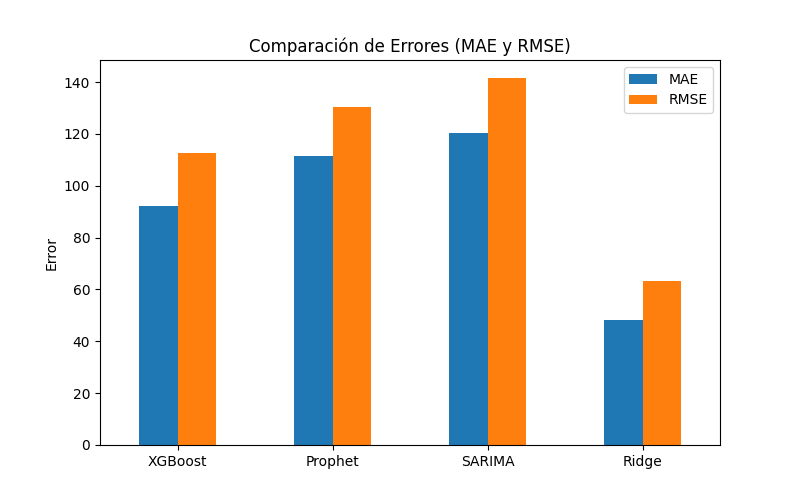 Comparación de Errores (MAE y RMSE)
MAE
RMSE
Error
140
120
100
80
60
40
20
0
XGBoost
Prophet
SARIMA
Ridge